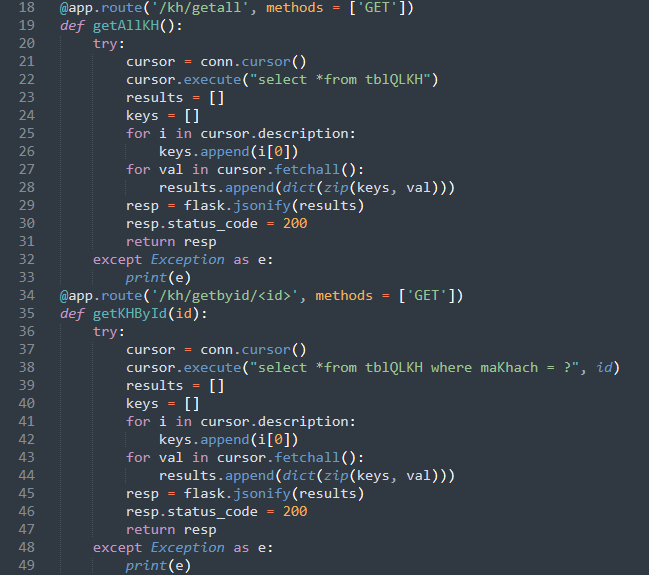 18 @app.route('/kh/getall', methods = ['GET'])
19 def getAllKH():
20     try:
21         cursor = conn.cursor()
22         cursor.execute("select *from tblQLKH")
23         results = []
24         keys = []
25         for i in cursor.description:
26             keys.append(i[0])
27         for val in cursor.fetchall():
28             results.append(dict(zip(keys, val)))
29         resp = flask.jsonify(results)
30         resp.status_code = 200
31         return resp
32     except Exception as e:
33         print(e)
34 @app.route('/kh/getbyid/<id>', methods = ['GET'])
35 def getKHById(id):
36     try:
37         cursor = conn.cursor()
38         cursor.execute("select *from tblQLKH where maKhach = ?", id)
39         results = []
40         keys = []
41         for i in cursor.description:
42             keys.append(i[0])
43         for val in cursor.fetchall():
44             results.append(dict(zip(keys, val)))
45         resp = flask.jsonify(results)
46         resp.status_code = 200
47         return resp
48     except Exception as e:
49         print(e)